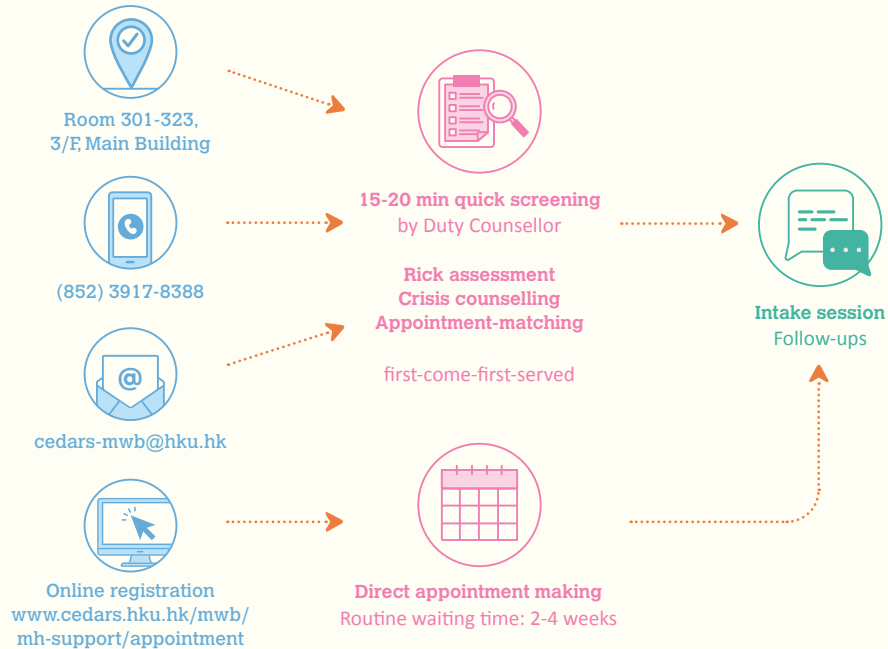 Room 301-323,
3/F, Main Building
(852) 3917-8388
@
cedars-mwb@hku.hk
Online registration
www.cedars.hku.hk/mwb/
mh-support/appointment
15-20 min quick screening
by Duty Counsellor
Rick assessment
Crisis counselling
Appointment-matching
first-come-first-served
Direct appointment making
Routine waiting time: 2-4 weeks
Intake session
Follow-ups